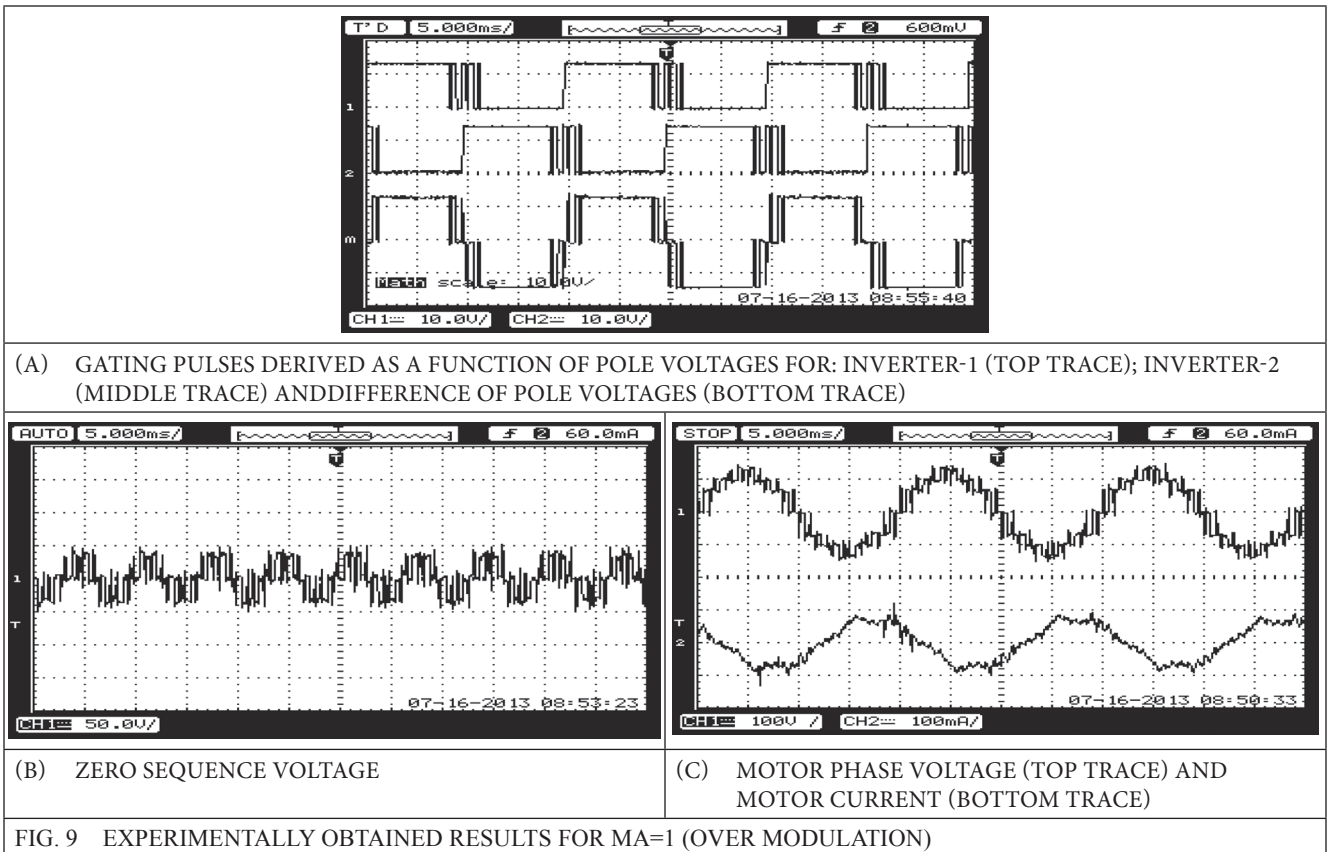 T' D 5.000ms/ T ƒ 2 600mV
T
1
2
m
Math scale: 10.0V/
07-16-2013 08:55:40
CH1 10.0V/ CH2 10.0V/
(A) GATING PULSES DERIVED AS A FUNCTION OF POLE VOLTAGES FOR: INVERTER-1 (TOP TRACE); INVERTER-2
(MIDDLE TRACE) ANDDIFFERENCE OF POLE VOLTAGES (BOTTOM TRACE)
AUTO 5.000ms/ T ƒ 2 60.0mA
T
1
T
07-16-2013 08:53:23
CH1 50.0V/
STOP 5.000ms/ T ƒ 2 60.0mA
T
1
T
2
07-16-2013 08:50:33
CH1 100V / CH2 100mA/
(B) ZERO SEQUENCE VOLTAGE
(C) MOTOR PHASE VOLTAGE (TOP TRACE) AND
MOTOR CURRENT (BOTTOM TRACE)
FIG. 9 EXPERIMENTALLY OBTAINED RESULTS FOR MA=1 (OVER MODULATION)